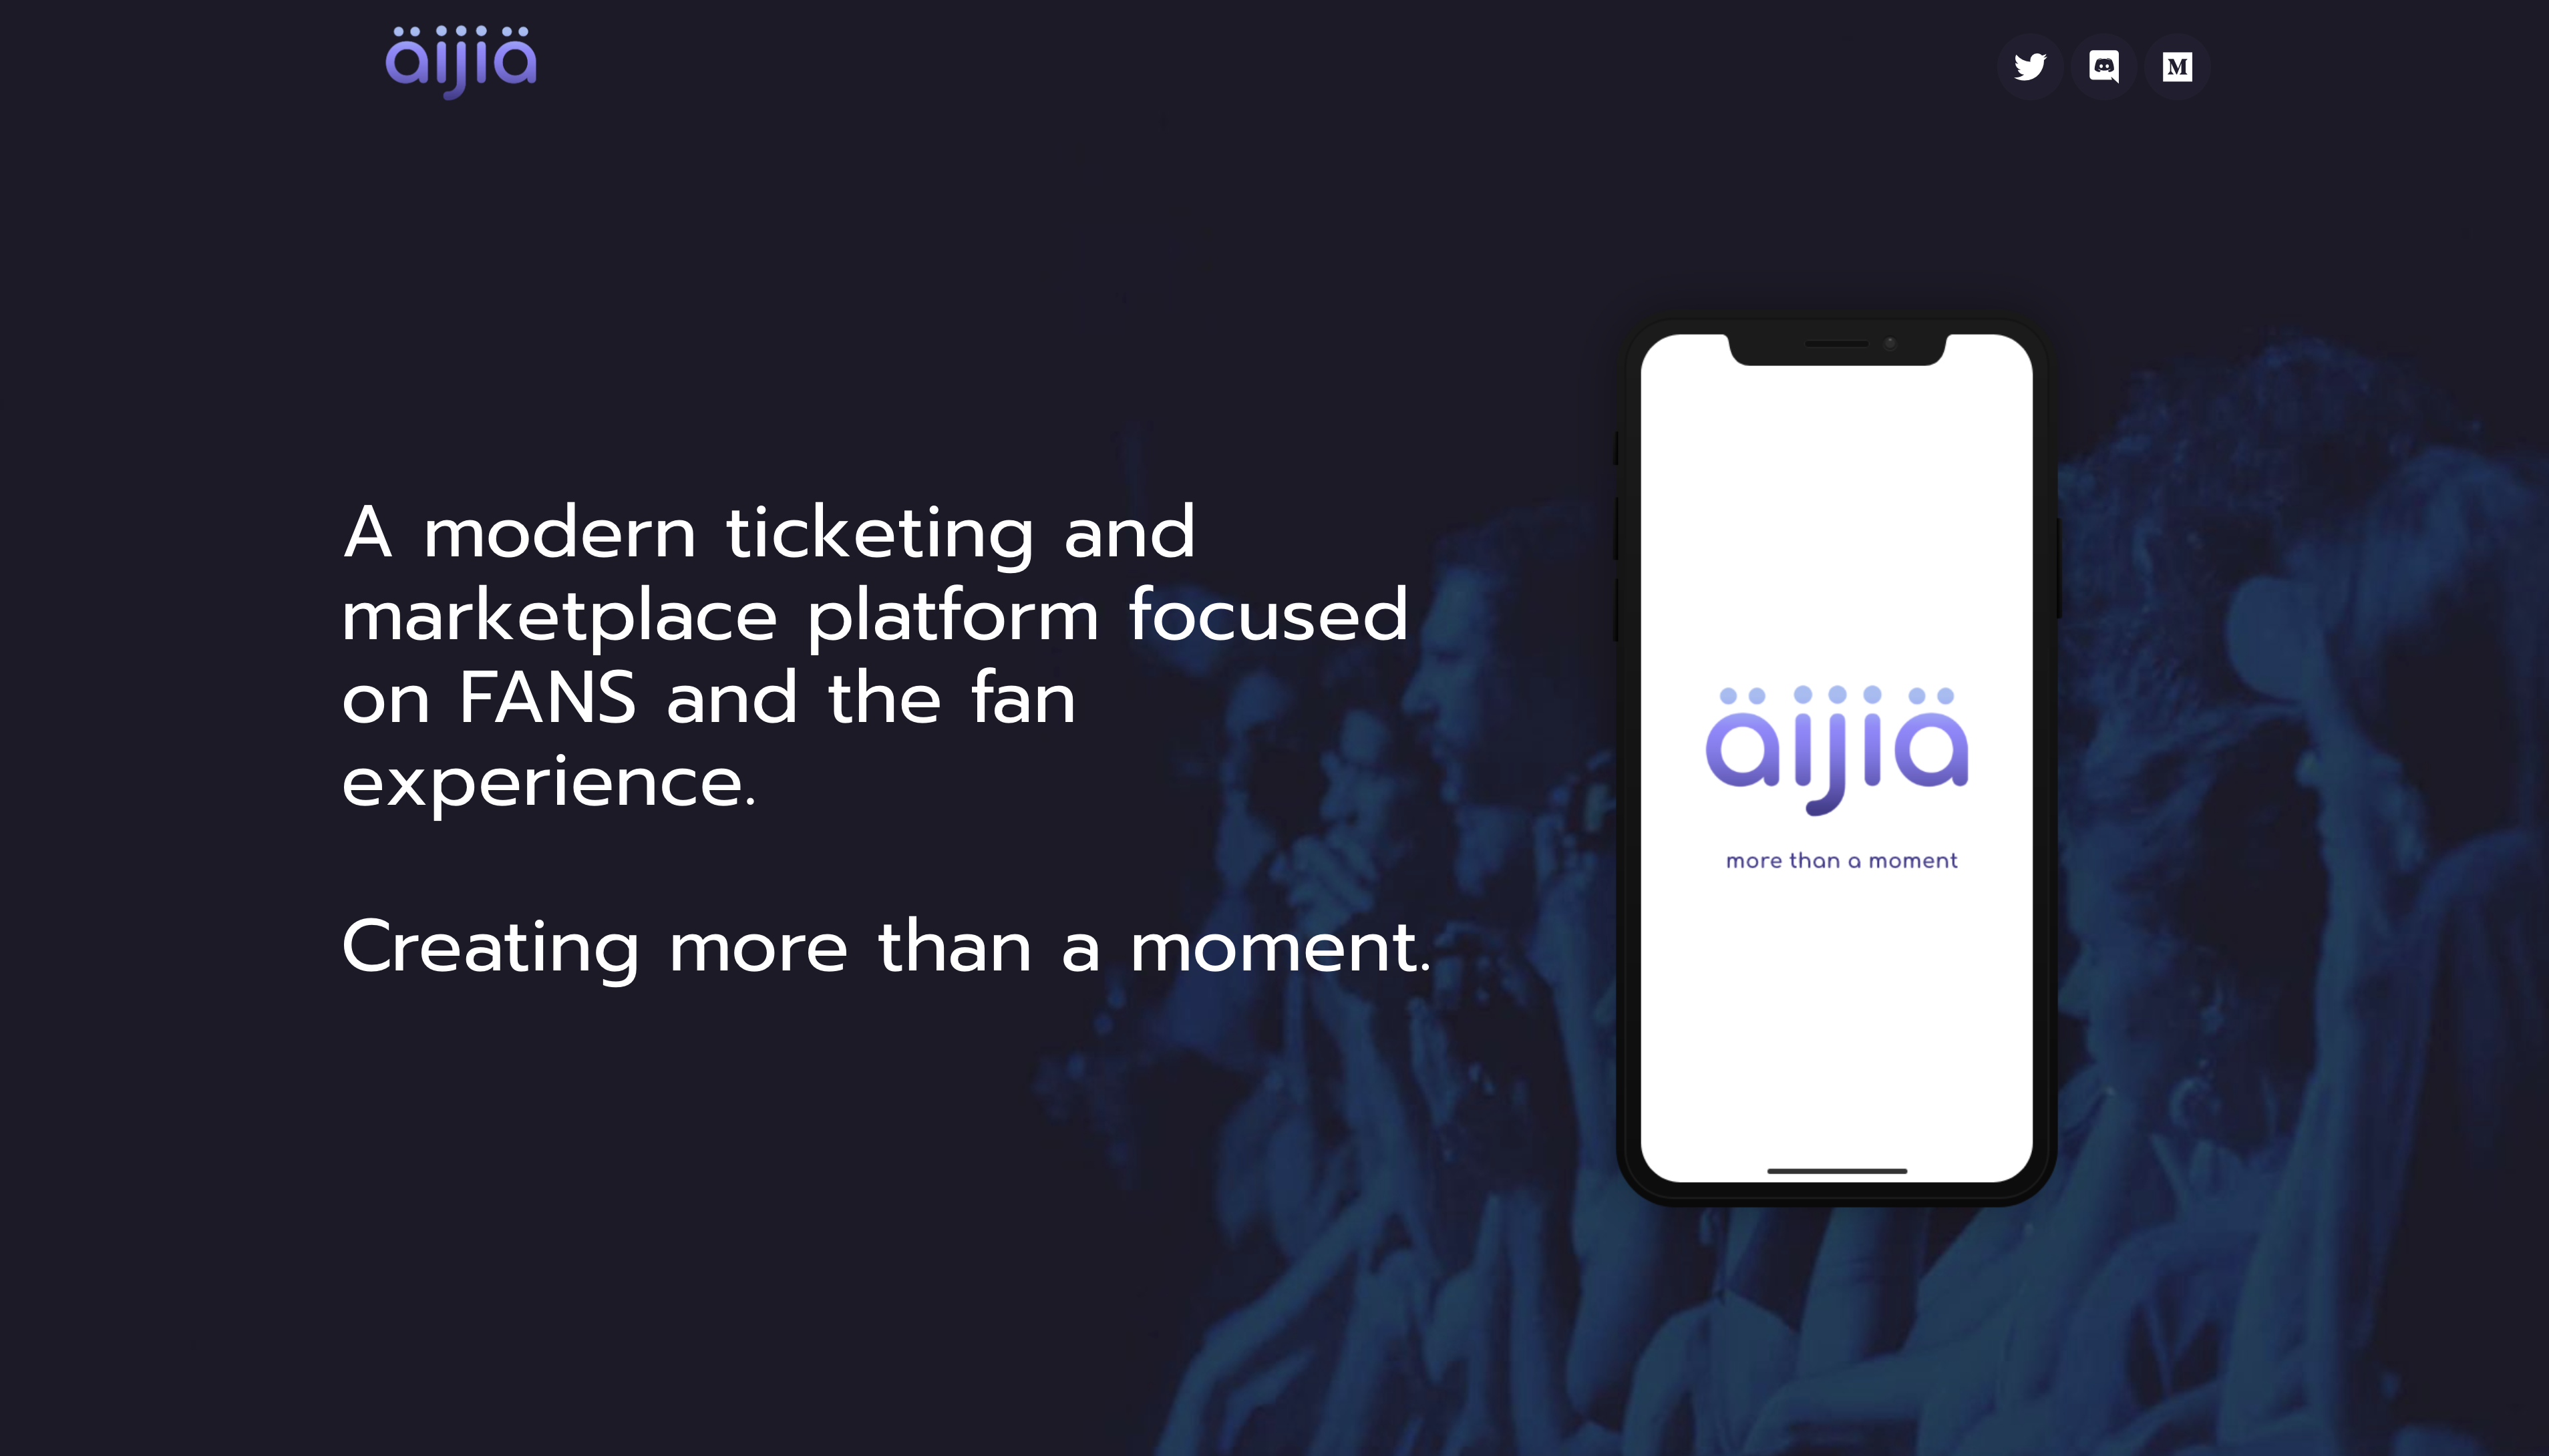 äijiä
A modern ticketing and
marketplace platform focused
on FANS and the fan
experience.
Creating more than a moment.
äijiä
more than a moment